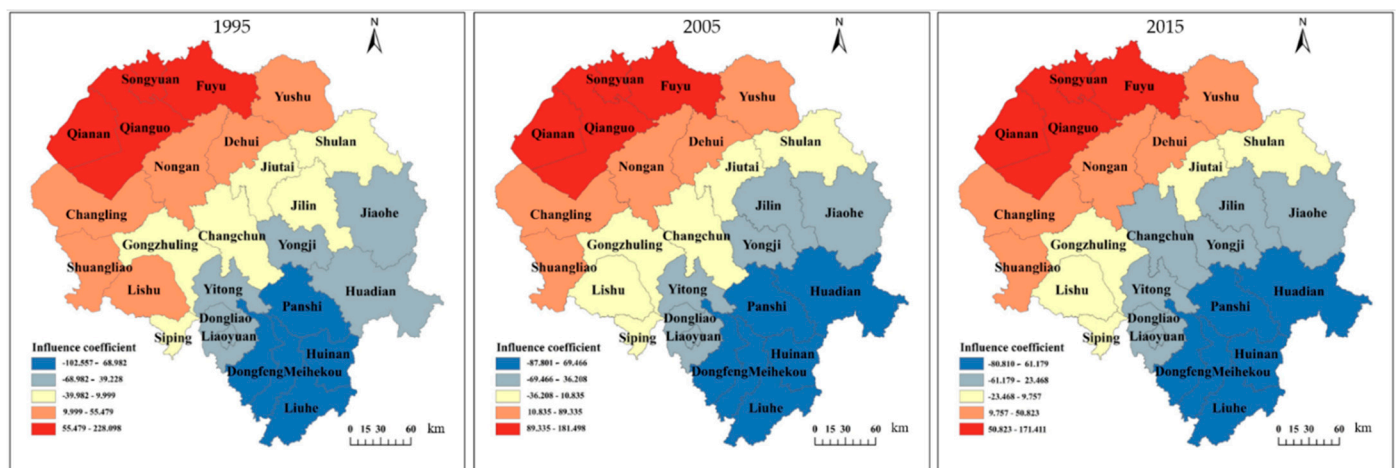 1995
N
Songyuan
Fuyu
Yushu
Qianan
Qianguo
Dehui
Shulan
Nongan
Jiutai
Jilin
Jiaohe
Changling
Changchun
Gongzhuling
Yongji
Shuangliao
Lishu
Yitong
Huadian
Panshi
Dongliao
Siping
Liaoyuan
Huinan
DongfengMeihekou
Liuhe
Influence coefficient
-102.557 - 68.982
-68.982 - 39.228
-39.982 - 9.999
9.999 - 55.479
55.479 - 228.098
0 15 30 60 km
2005
N
Songyuan
Fuyu
Yushu
Qianan
Qianguo
Dehui
Shulan
Nongan
Jiutai
Jilin
Jiaohe
Changling
Changchun
Gongzhuling
Yongji
Shuangliao
Lishu
Yitong
Huadian
Panshi
Dongliao
Siping
Liaoyuan
Huinan
DongfengMeihekou
Liuhe
Influence coefficient
-87.801 - 69.466
-69.466 - 36.208
-36.208 - 10.835
10.835 - 89.335
89.335 - 181.498
0 15 30 60 km
2015
N
Songyuan
Fuyu
Yushu
Qianan
Qianguo
Dehui
Shulan
Nongan
Jiutai
Jilin
Jiaohe
Changling
Changchun
Gongzhuling
Yongji
Shuangliao
Lishu
Yitong
Huadian
Panshi
Dongliao
Siping
Liaoyuan
Huinan
DongfengMeihekou
Liuhe
Influence coefficient
-80.810 - 61.179
-61.179 - 23.468
-23.468 - 9.757
9.757 - 50.823
50.823 - 171.411
0 15 30 60 km